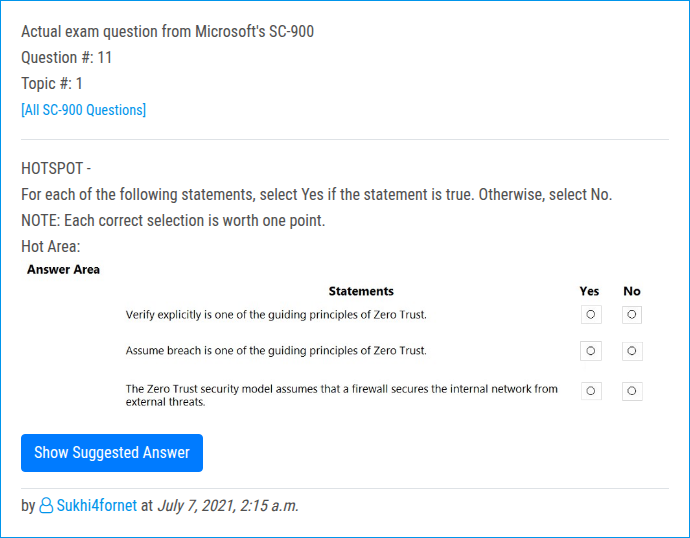 Actual exam question from Microsoft's SC-900
Question #: 11
Topic #: 1
[All SC-900 Questions]
HOTSPOT -
For each of the following statements, select Yes if the statement is true. Otherwise, select No.
NOTE: Each correct selection is worth one point.
Hot Area:
Answer Area
Statements Yes No
Verify explicitly is one of the guiding principles of Zero Trust.
Assume breach is one of the guiding principles of Zero Trust.
The Zero Trust security model assumes that a firewall secures the internal network from
external threats.
Show Suggested Answer
by Sukhi4fornet at July 7, 2021, 2:15 a.m.